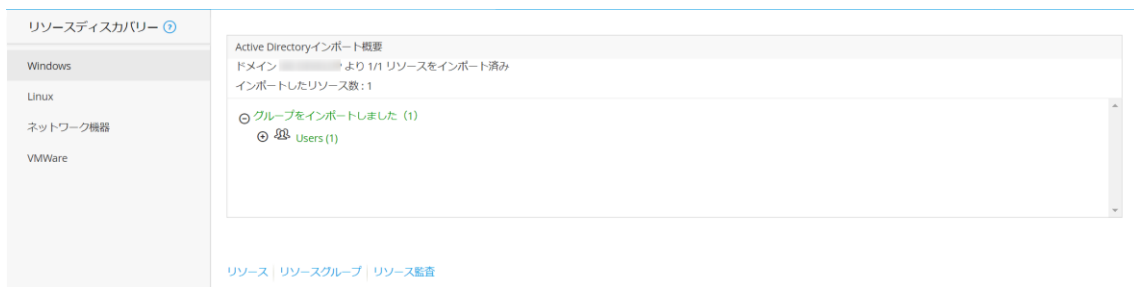 リソースディスカバリー ?
Windows
Linux
ネットワーク機器
VMWare
Active Directoryインポート概要
ドメイン より 1/1 リソースをインポート済み
インポートしたリソース数 : 1
グループをインポートしました（1）
Users (1)
リソース リソースグループ リソース監査